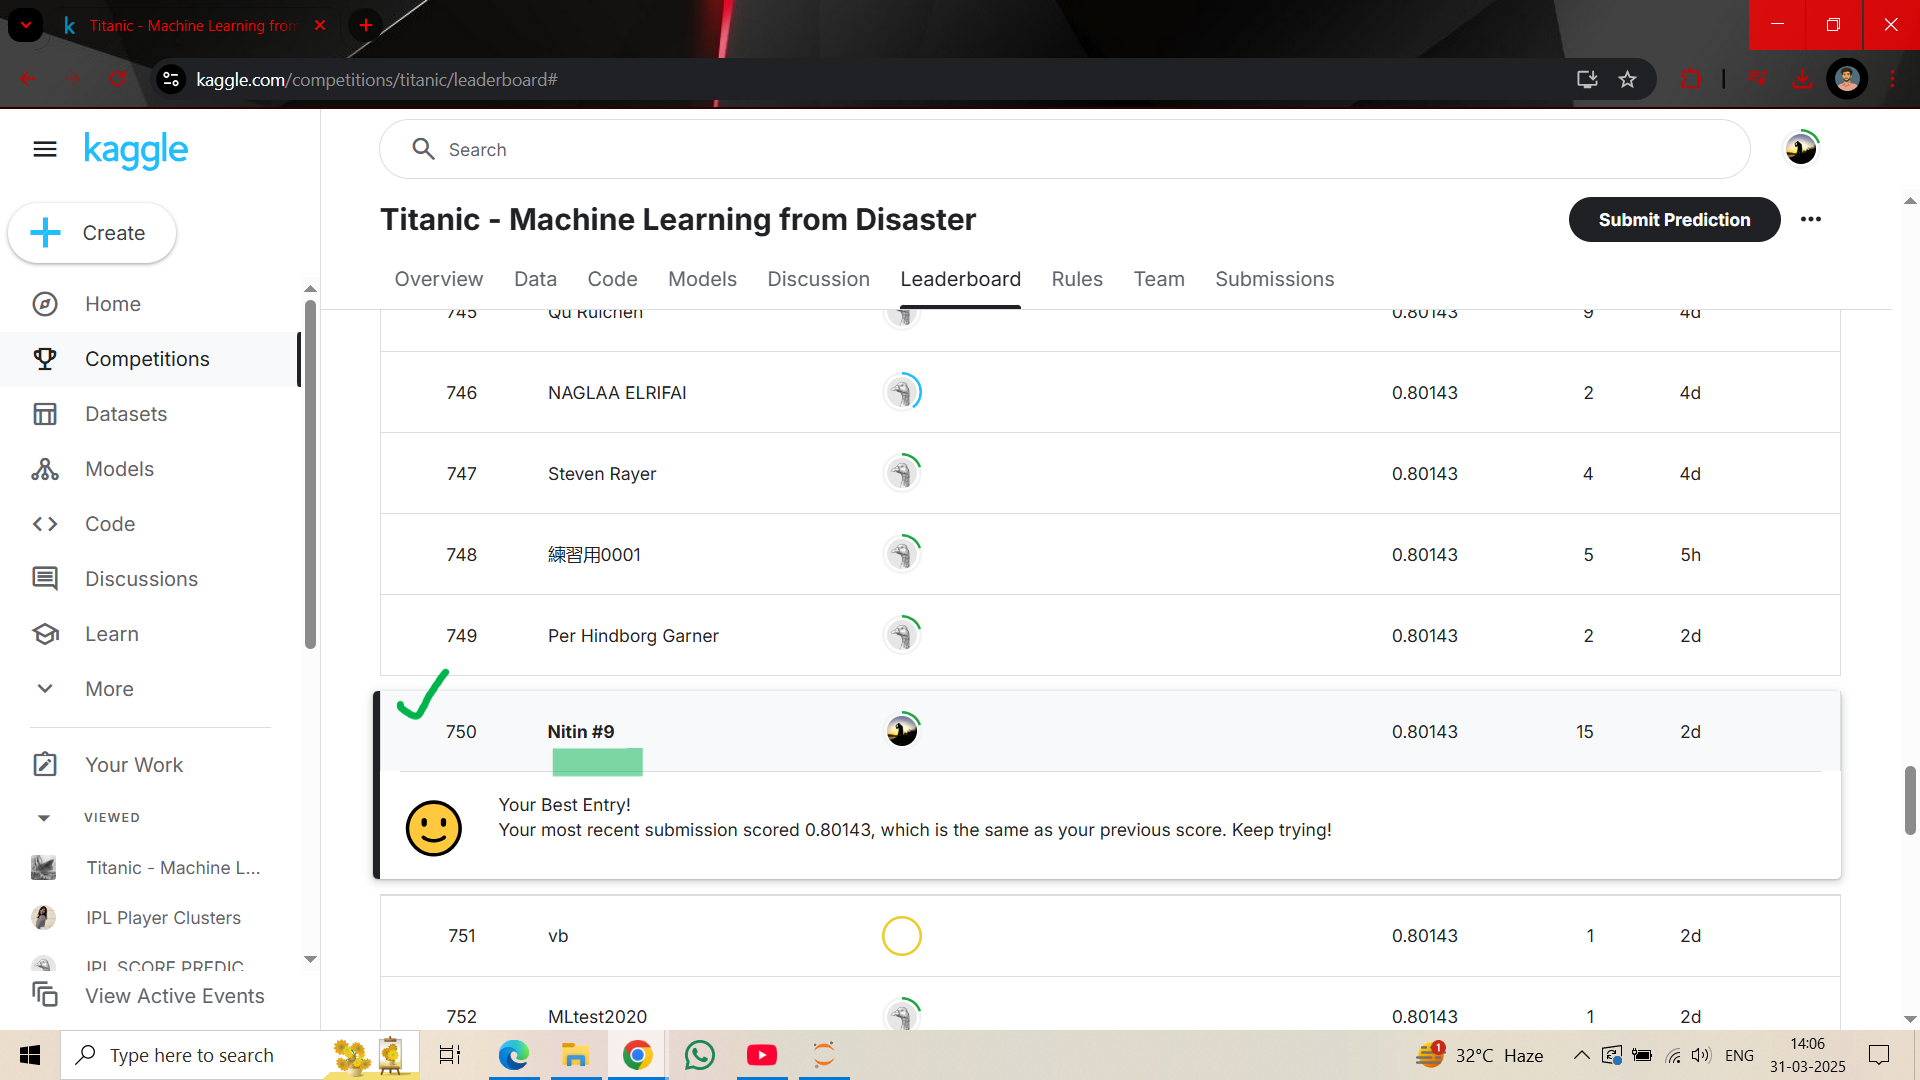 Titanic - Machine Learning from
kaggle.com/competitions/titanic/leaderboard#
kaggle
Search
Create
Titanic - Machine Learning from Disaster
Submit Prediction
Overview Data Code Models Discussion Leaderboard Rules Team Submissions
Home
Competitions
Datasets
Models
Code
Discussions
Learn
More
Your Work
VIEWED
Titanic - Machine L...
IPL Player Clusters
IPL SCORE PREDIC
View Active Events
745 Qu Ruichen 0.80143 9 4d
746 NAGLAA ELRIFAI 0.80143 2 4d
747 Steven Rayer 0.80143 4 4d
748 練習用0001 0.80143 5 5h
749 Per Hindborg Garner 0.80143 2 2d
750 Nitin #9 0.80143 15 2d
Your Best Entry!
Your most recent submission scored 0.80143, which is the same as your previous score. Keep trying!
751 vb 0.80143 1 2d
752 MLtest2020 0.80143 1 2d
Type here to search
1
32°C Haze
ENG
14:06
31-03-2025